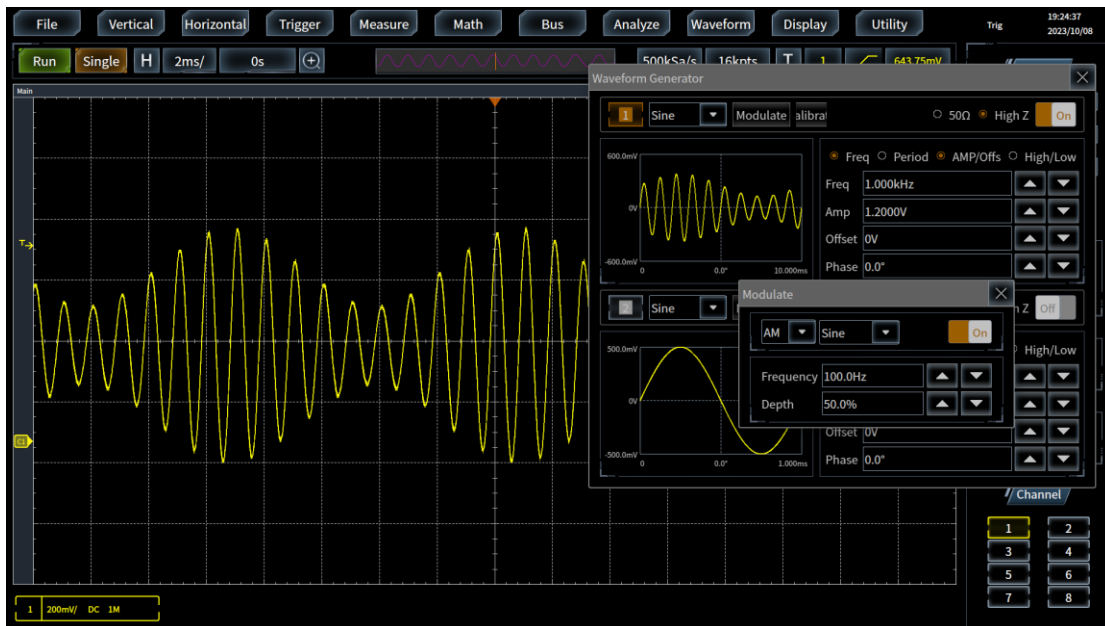 File Vertical Horizontal Trigger Measure Math Bus Analyze Waveform Display Utility Trig 19:24:37
2023/10/08
Run Single H 2ms/ 0s 500kSa/s 16kpts T 1 643.75mV
Main
Waveform Generator
1 Sine Modulate alibra 50Ω High Z On
600.0mV
0V
-600.0mV
0 0.0° 10.000ms
Freq Period AMP/Offs High/Low
Freq 1.000kHz
Amp 1.2000V
Offset 0V
Phase 0.0°
T
2 Sine h Z Off
Modulate
AM Sine On
Frequency 100.0Hz
Depth 50.0%
500.0mV
0V
-500.0mV
0 0.0° 1.000ms
High/Low
Offset 0V
Phase 0.0°
C1
Channel
1 2
3 4
5 6
7 8
1 200mV/ DC 1M